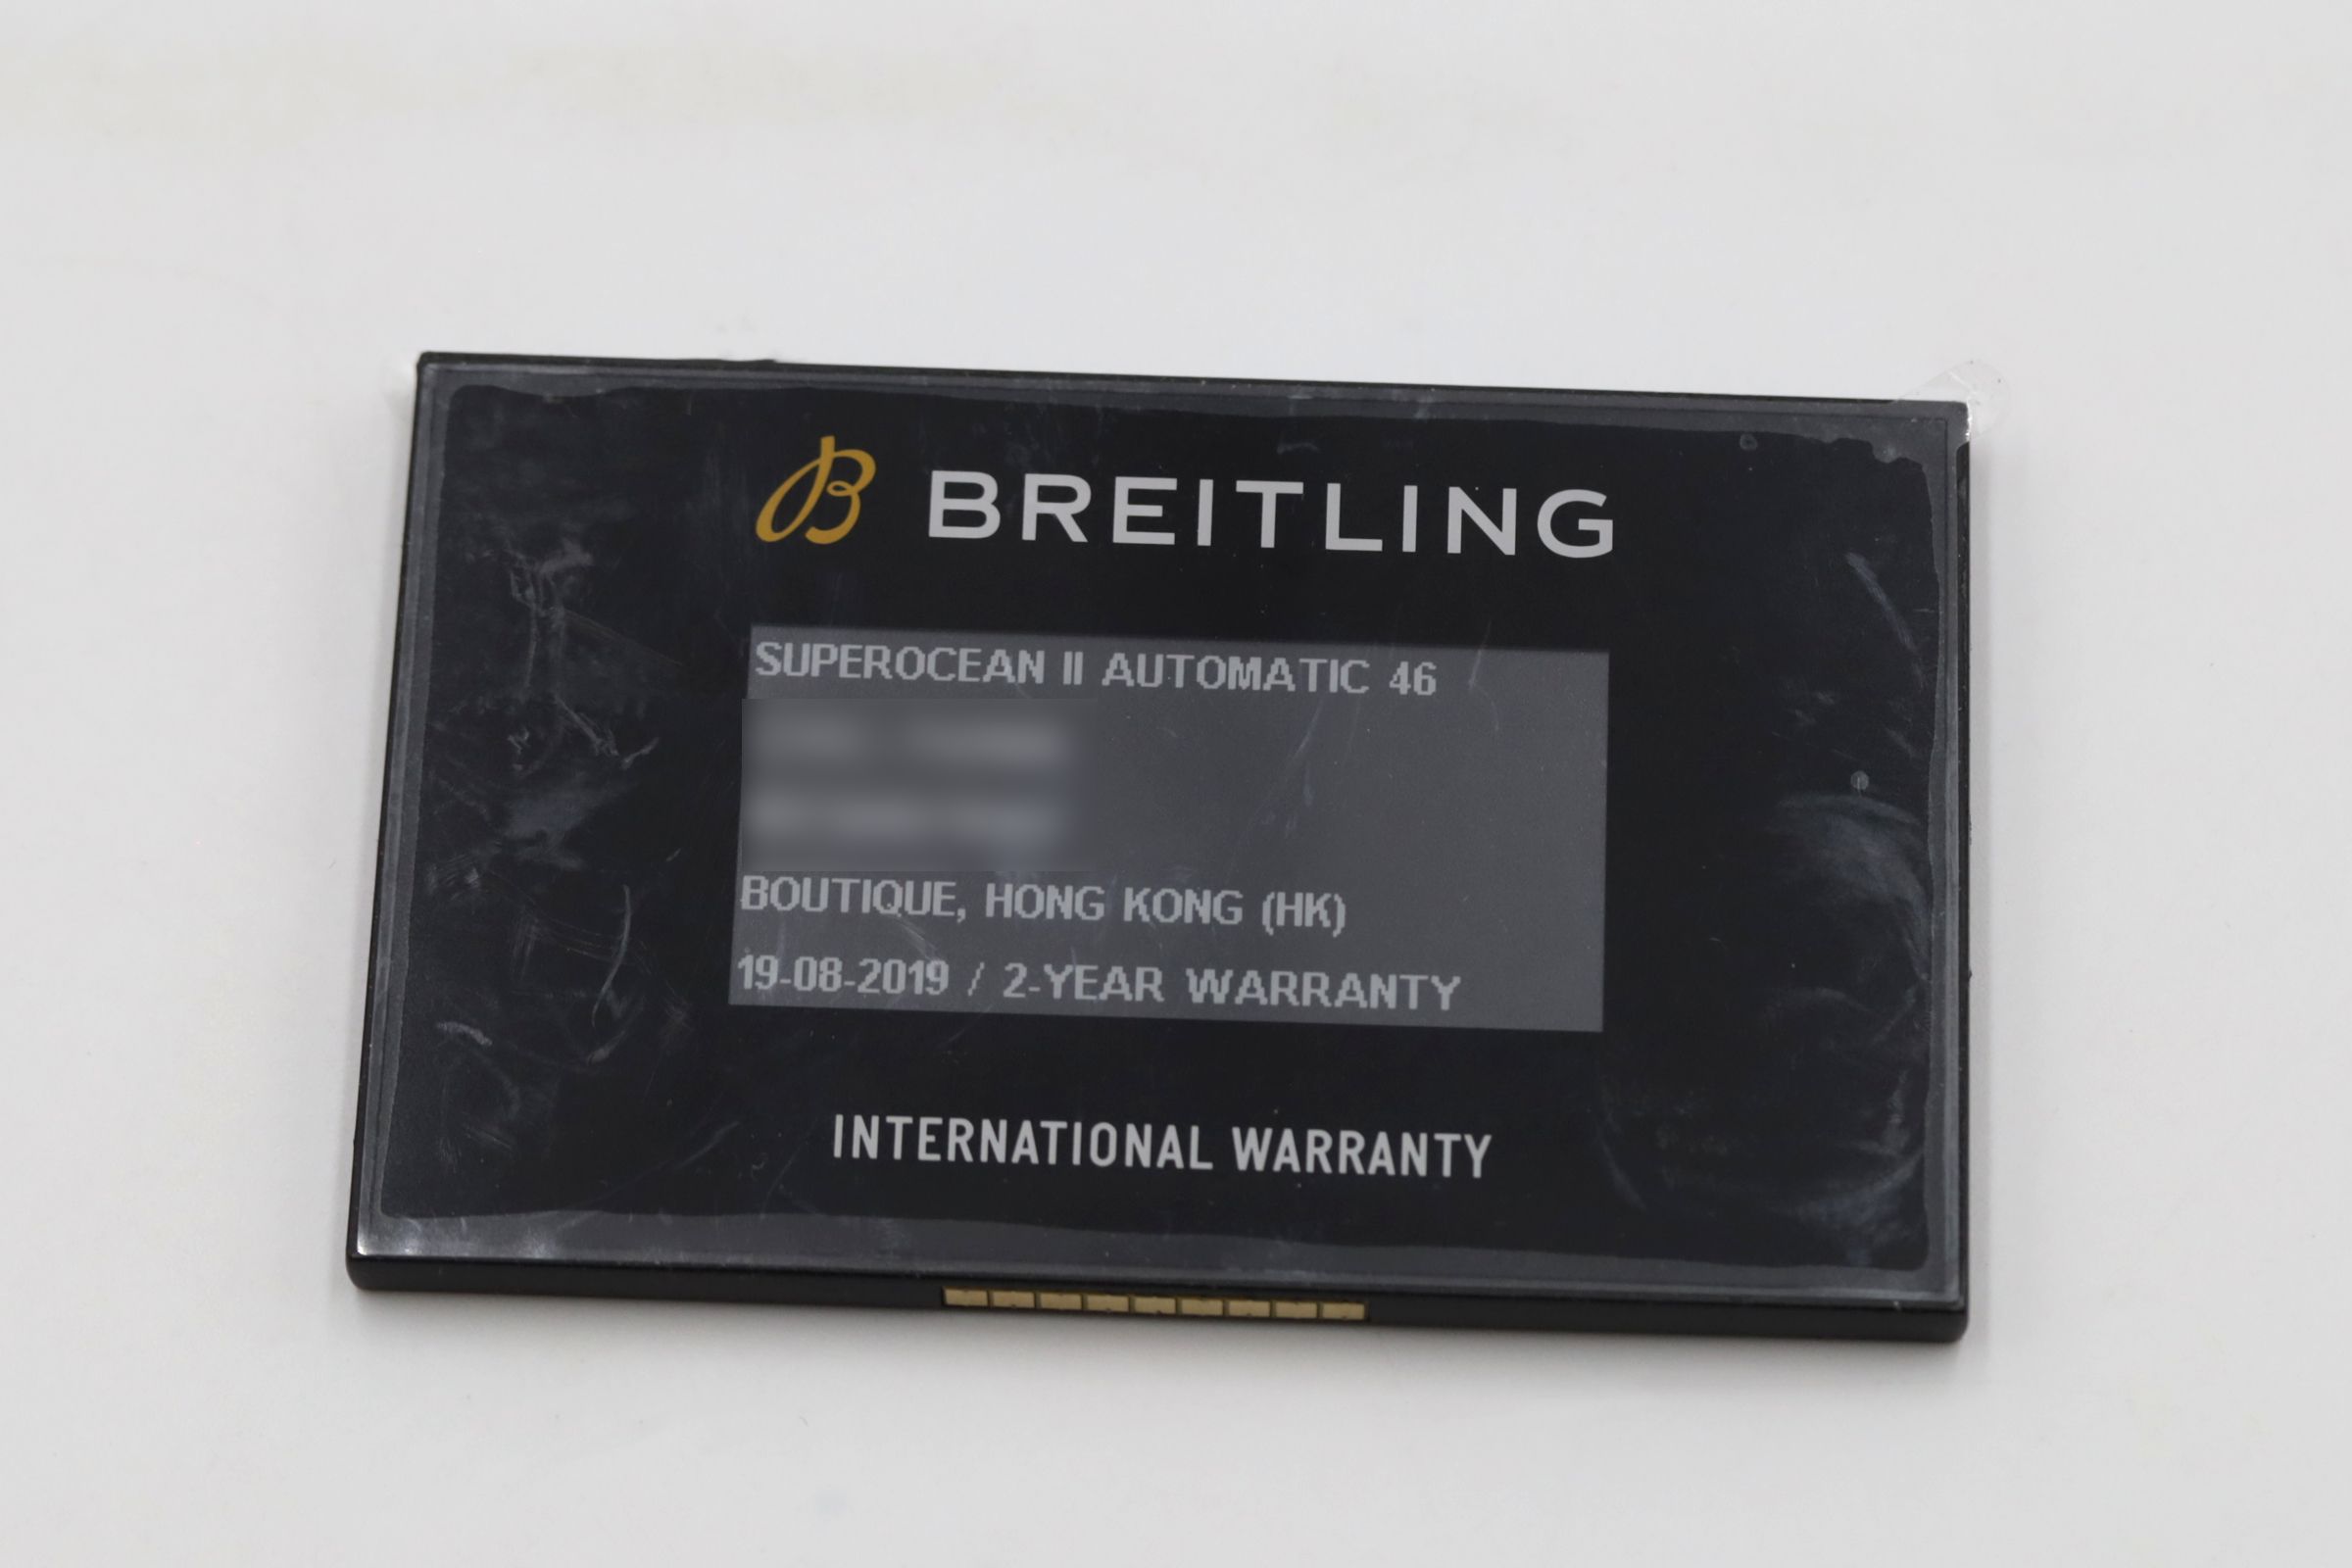 BREITLING
SUPEROCEAN II AUTOMATIC 46
BOUTIQUE, HONG KONG (HK)
19-08-2019 / 2-YEAR WARRANTY
INTERNATIONAL WARRANTY